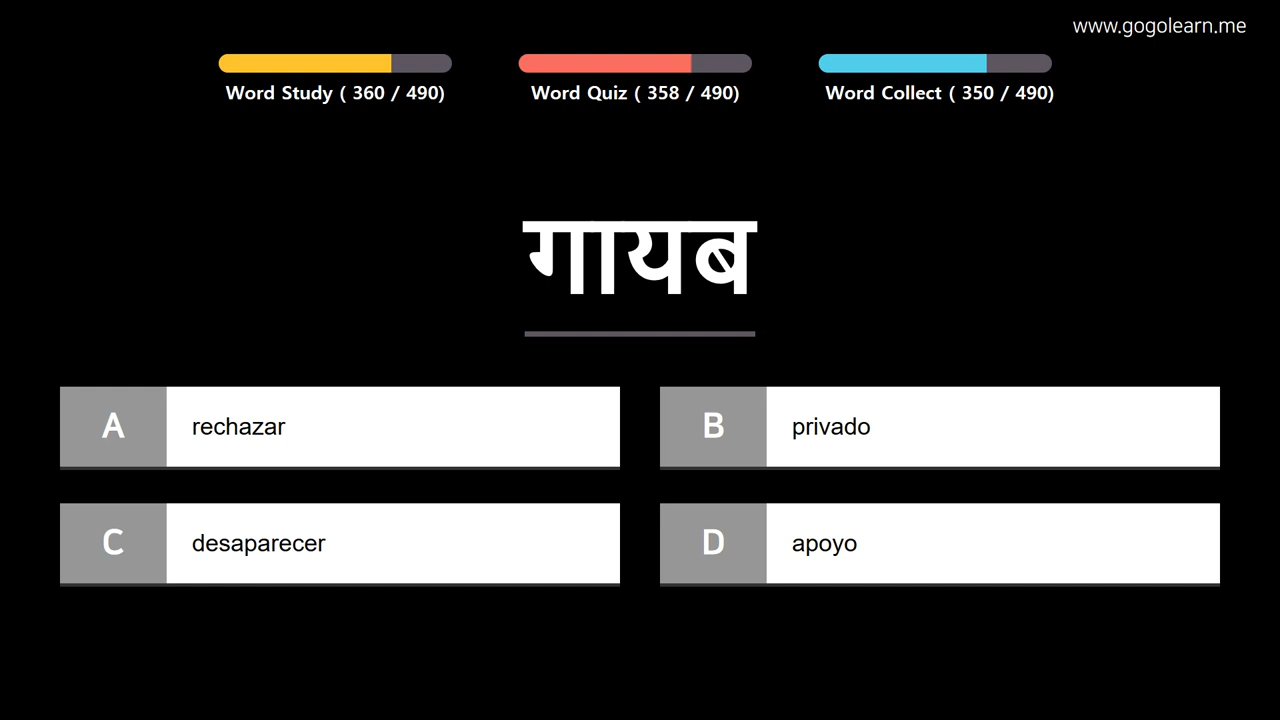 www.gogolearn.me
Word Study ( 360 / 490)
Word Quiz ( 358 / 490)
Word Collect ( 350 / 490)
गायब
A rechazar
B privado
C desaparecer
D apoyo